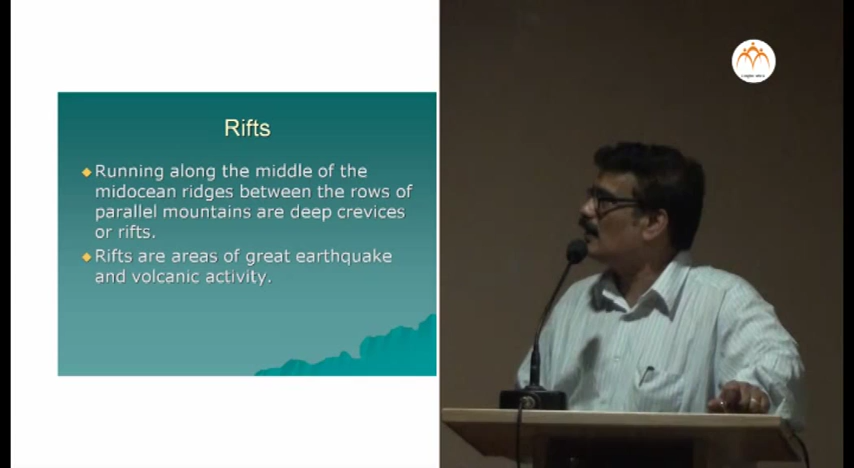 Rifts
Running along the middle of the
midocean ridges between the rows of
parallel mountains are deep crevices
or rifts.
Rifts are areas of great earthquake
and volcanic activity.